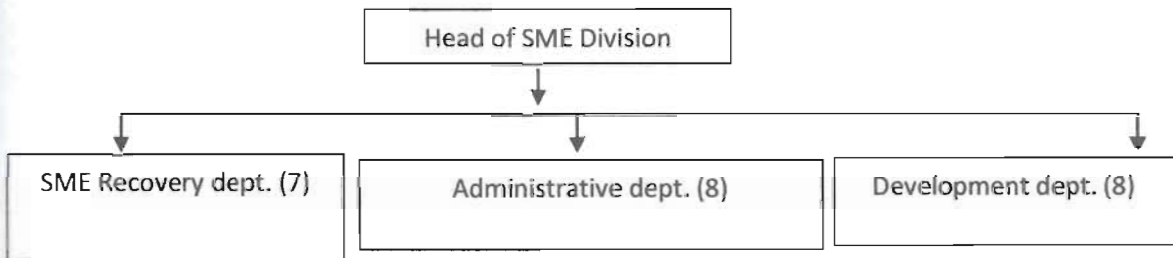 Head of SME Division
SME Recovery dept. (7)
Administrative dept. (8)
Development dept. (8)